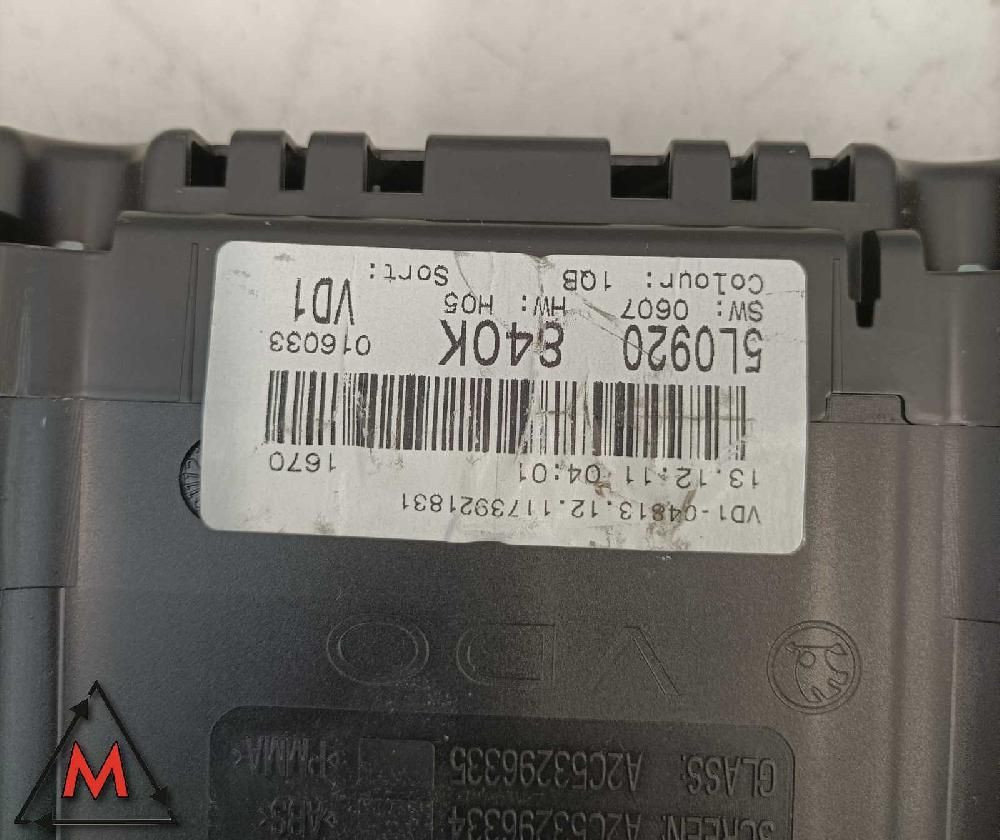 SCREEN: A2C53296334 >ABS<
GLASS: A2C53296335 >PMMA<
VDO
VD1-04813.12.1173921831
13.12.11 04:01 1670
5L0920 840K 016033
SW: 0607 HW: H05 VD1
Colour: 1QB Sort:
M